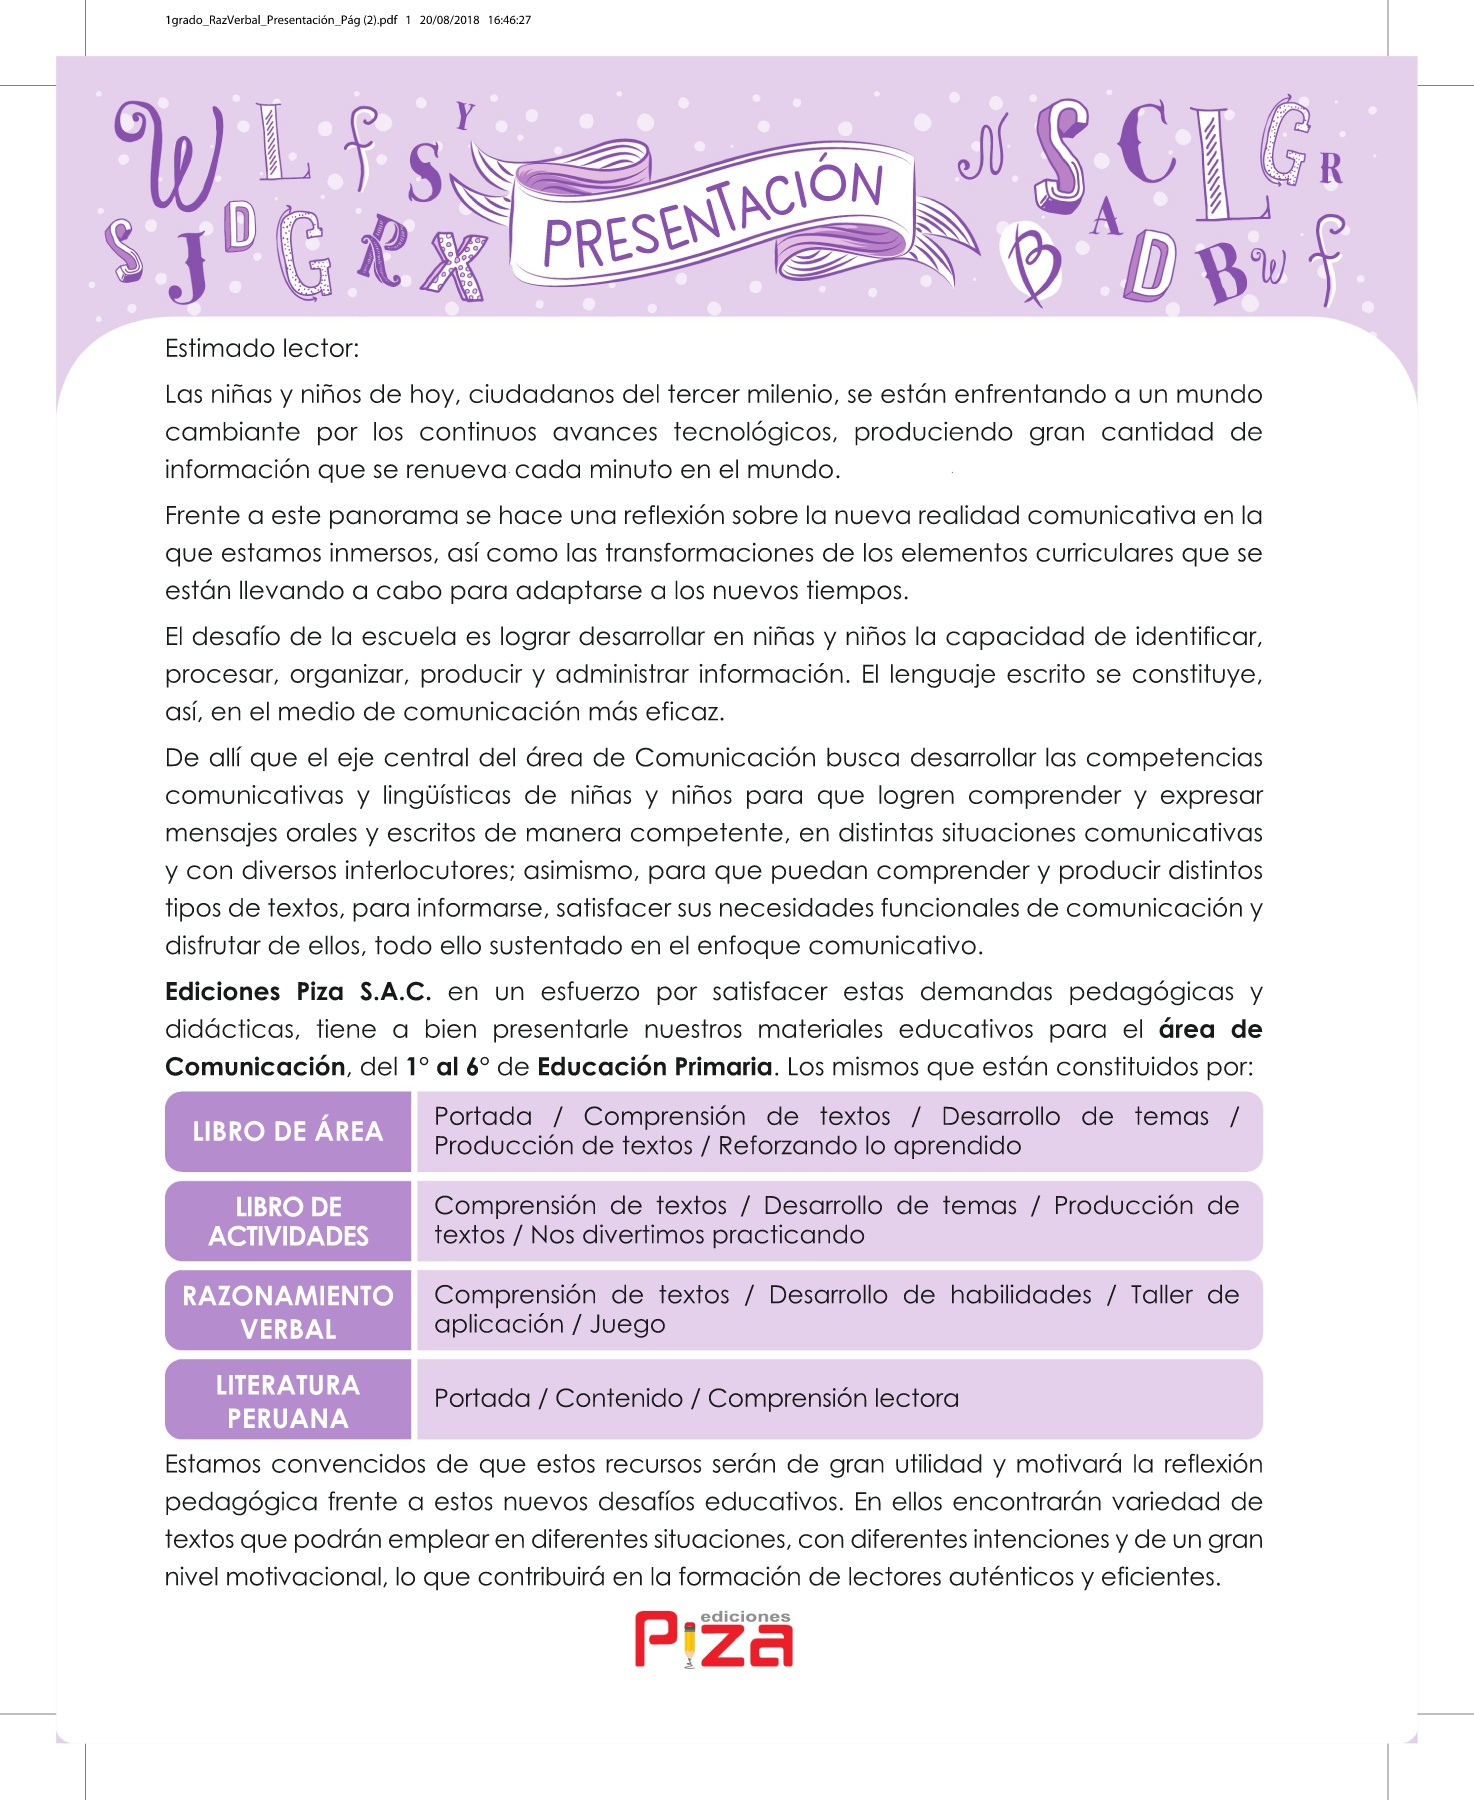 1grado_RazVerbal_Presentación_Pág (2).pdf 1 20/08/2018 16:46:27
W L f S Y
S J D G R X
PRESENTACIÓN
N S C L G R
B A D B W f
Estimado lector:
Las niñas y niños de hoy, ciudadanos del tercer milenio, se están enfrentando a un mundo
cambiante por los continuos avances tecnológicos, produciendo gran cantidad de
información que se renueva cada minuto en el mundo.
Frente a este panorama se hace una reflexión sobre la nueva realidad comunicativa en la
que estamos inmersos, así como las transformaciones de los elementos curriculares que se
están llevando a cabo para adaptarse a los nuevos tiempos.
El desafío de la escuela es lograr desarrollar en niñas y niños la capacidad de identificar,
procesar, organizar, producir y administrar información. El lenguaje escrito se constituye,
así, en el medio de comunicación más eficaz.
De allí que el eje central del área de Comunicación busca desarrollar las competencias
comunicativas y lingüísticas de niñas y niños para que logren comprender y expresar
mensajes orales y escritos de manera competente, en distintas situaciones comunicativas
y con diversos interlocutores; asimismo, para que puedan comprender y producir distintos
tipos de textos, para informarse, satisfacer sus necesidades funcionales de comunicación y
disfrutar de ellos, todo ello sustentado en el enfoque comunicativo.
Ediciones Piza S.A.C. en un esfuerzo por satisfacer estas demandas pedagógicas y
didácticas, tiene a bien presentarle nuestros materiales educativos para el área de
Comunicación, del 1° al 6° de Educación Primaria. Los mismos que están constituidos por:
LIBRO DE ÁREA
Portada / Comprensión de textos / Desarrollo de temas /
Producción de textos / Reforzando lo aprendido
LIBRO DE
ACTIVIDADES
Comprensión de textos / Desarrollo de temas / Producción de
textos / Nos divertimos practicando
RAZONAMIENTO
VERBAL
Comprensión de textos / Desarrollo de habilidades / Taller de
aplicación / Juego
LITERATURA
PERUANA
Portada / Contenido / Comprensión lectora
Estamos convencidos de que estos recursos serán de gran utilidad y motivará la reflexión
pedagógica frente a estos nuevos desafíos educativos. En ellos encontrarán variedad de
textos que podrán emplear en diferentes situaciones, con diferentes intenciones y de un gran
nivel motivacional, lo que contribuirá en la formación de lectores auténticos y eficientes.
ediciones
Piza